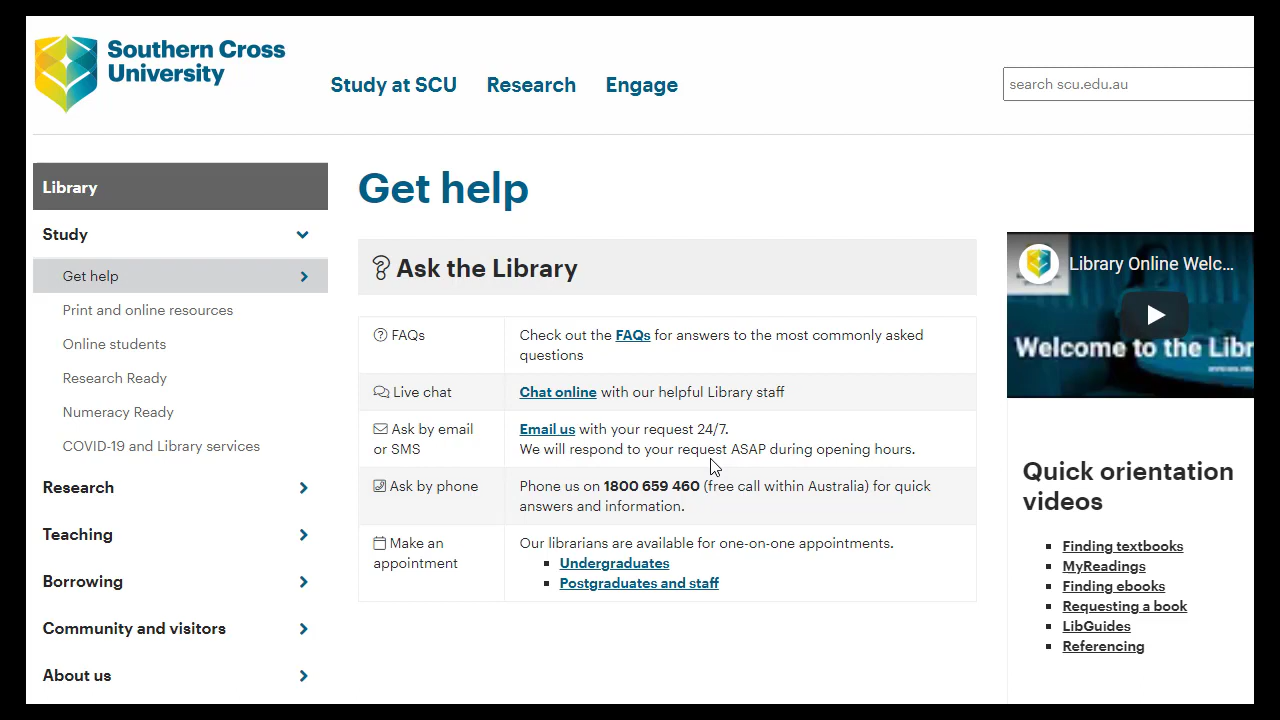 Southern Cross
University
Study at SCU
Research
Engage
search scu.edu.au
Library
Study
Get help
Print and online resources
Online students
Research Ready
Numeracy Ready
COVID-19 and Library services
Research
Teaching
Borrowing
Community and visitors
About us
Get help
Ask the Library
FAQs
Check out the FAQs for answers to the most commonly asked
questions
Live chat
Chat online with our helpful Library staff
Ask by email
or SMS
Email us with your request 24/7.
We will respond to your request ASAP during opening hours.
Ask by phone
Phone us on 1800 659 460 (free call within Australia) for quick
answers and information.
Make an
appointment
Our librarians are available for one-on-one appointments.
Undergraduates
Postgraduates and staff
Library Online Welc...
Welcome to the Libr
Quick orientation
videos
Finding textbooks
MyReadings
Finding ebooks
Requesting a book
LibGuides
Referencing